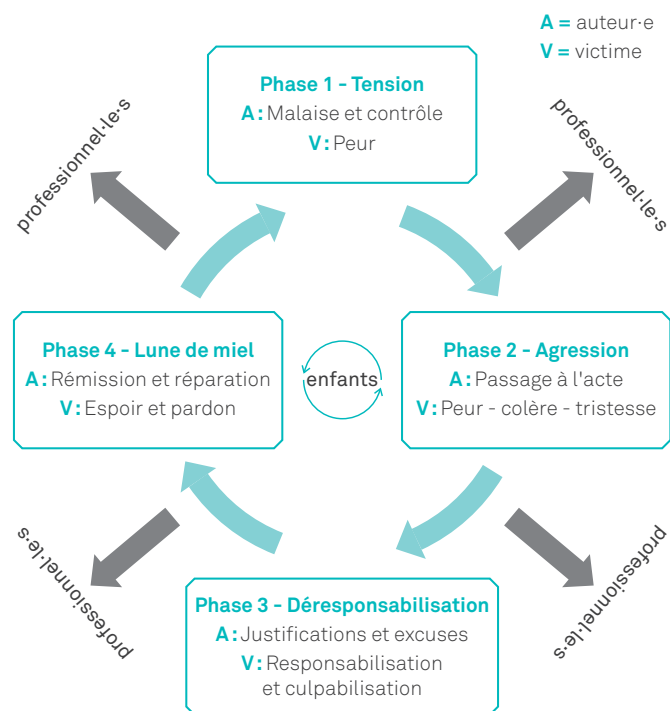 A = auteur·e
V = victime
Phase 1 - Tension
A : Malaise et contrôle
V : Peur
professionnel·le·s
professionnel·le·s
Phase 4 - Lune de miel
A : Rémission et réparation
V : Espoir et pardon
enfants
Phase 2 - Agression
A : Passage à l'acte
V : Peur - colère - tristesse
professionnel·le·s
professionnel·le·s
Phase 3 - Déresponsabilisation
A : Justifications et excuses
V : Responsabilisation
et culpabilisation